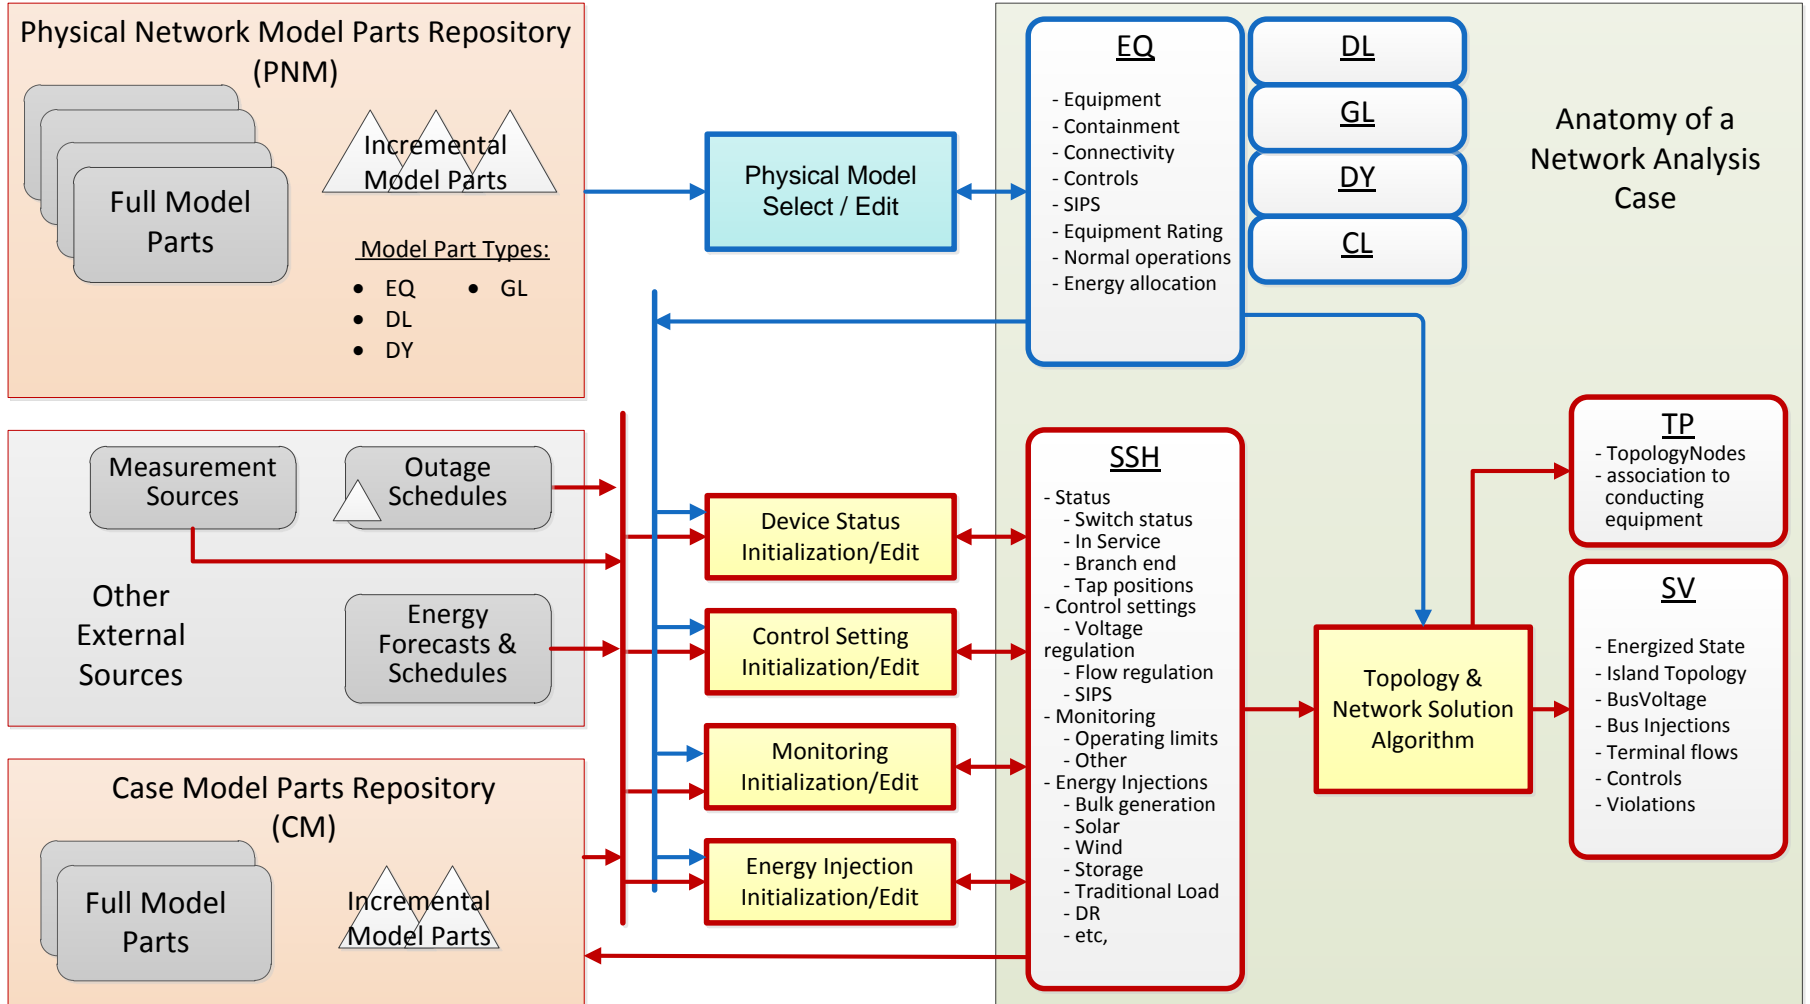 Physical Network Model Parts Repository
(PNM)
Full Model
Parts
Incremental
Model Parts
Model Part Types:
• EQ
• GL
• DL
• DY
Physical Model
Select / Edit
EQ
- Equipment
- Containment
- Connectivity
- Controls
- SIPS
- Equipment Rating
- Normal operations
- Energy allocation
DL
GL
DY
CL
Anatomy of a
Network Analysis
Case
Measurement
Sources
Outage
Schedules
Other
External
Sources
Energy
Forecasts &
Schedules
Case Model Parts Repository
(CM)
Full Model
Parts
Incremental
Model Parts
Device Status
Initialization/Edit
Control Setting
Initialization/Edit
Monitoring
Initialization/Edit
Energy Injection
Initialization/Edit
SSH
- Status
- Switch status
- In Service
- Branch end
- Tap positions
- Control settings
- Voltage
regulation
- Flow regulation
- SIPS
- Monitoring
- Operating limits
- Other
- Energy Injections
- Bulk generation
- Solar
- Wind
- Storage
- Traditional Load
- DR
- etc,
Topology &
Network Solution
Algorithm
TP
- TopologyNodes
- association to
conducting
equipment
SV
- Energized State
- Island Topology
- BusVoltage
- Bus Injections
- Terminal flows
- Controls
- Violations